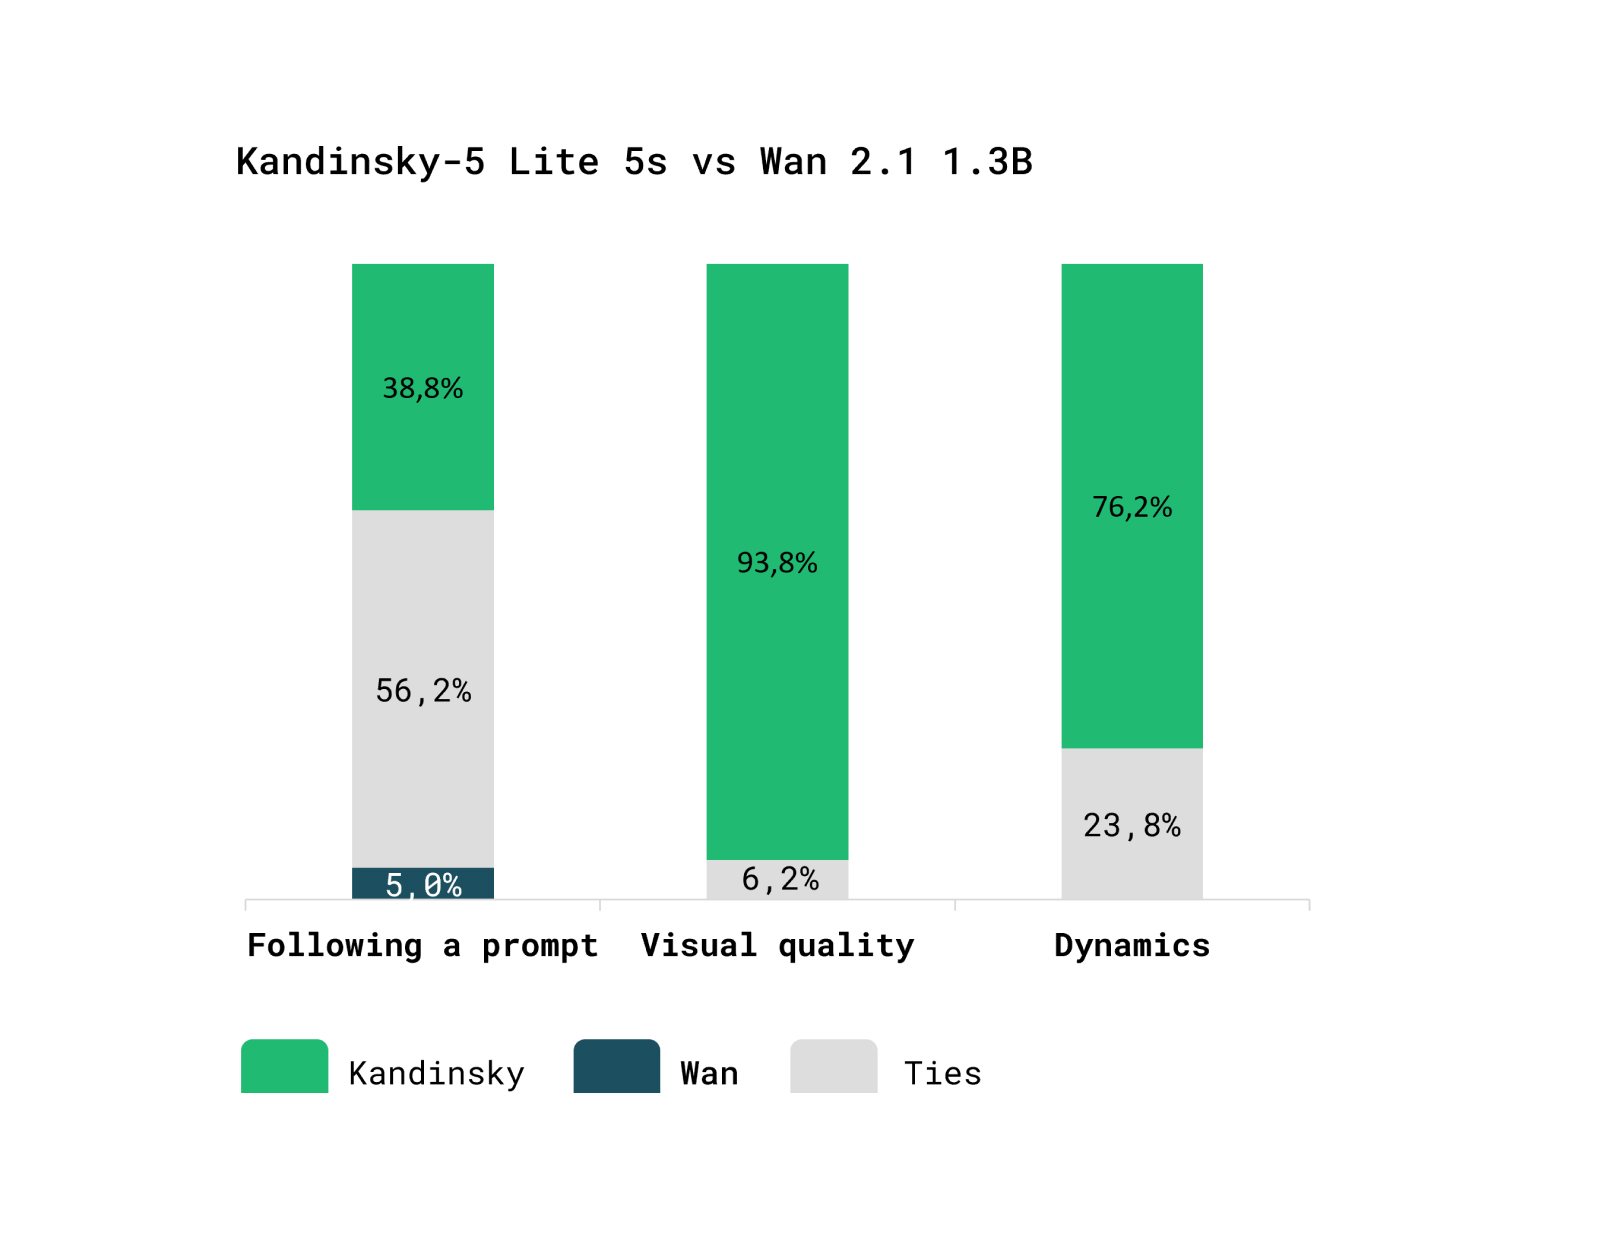 Kandinsky-5 Lite 5s vs Wan 2.1 1.3B
38,8%
93,8%
76,2%
56,2%
23,8%
5,0%
6,2%
Following a prompt
Visual quality
Dynamics
Kandinsky
Wan
Ties